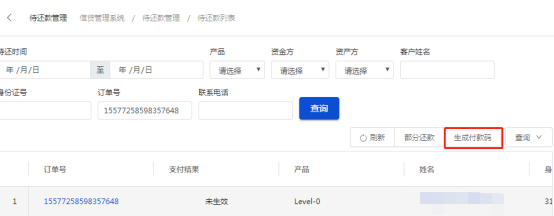 待还款管理 信贷管理系统 / 待还款管理 / 待还款列表
待还时间 产品 资金方 资产方 客户姓名
年 /月/日 至 年 /月/日 请选择 请选择 请选择
身份证号 订单号 联系电话
15577258598357648 查询
刷新 部分还款 生成付款码 查询
订单号 支付结果 产品 姓名 身
1 15577258598357648 未生效 Level-0 31